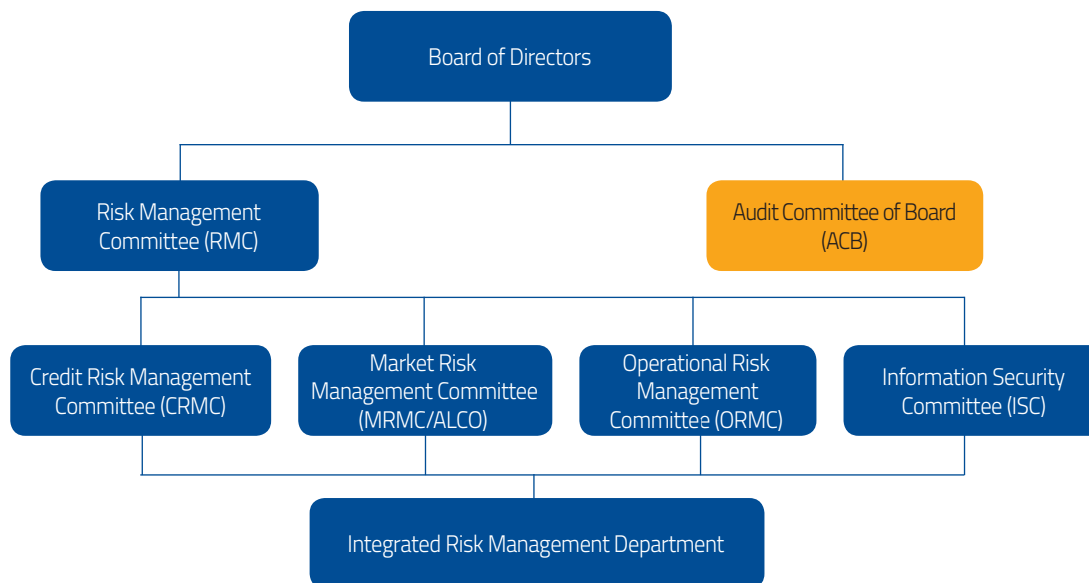 Board of Directors
Risk Management
Committee (RMC)
Audit Committee of Board
(ACB)
Credit Risk Management
Committee (CRMC)
Market Risk
Management Committee
(MRMC/ALCO)
Operational Risk
Management
Committee (ORMC)
Information Security
Committee (ISC)
Integrated Risk Management Department